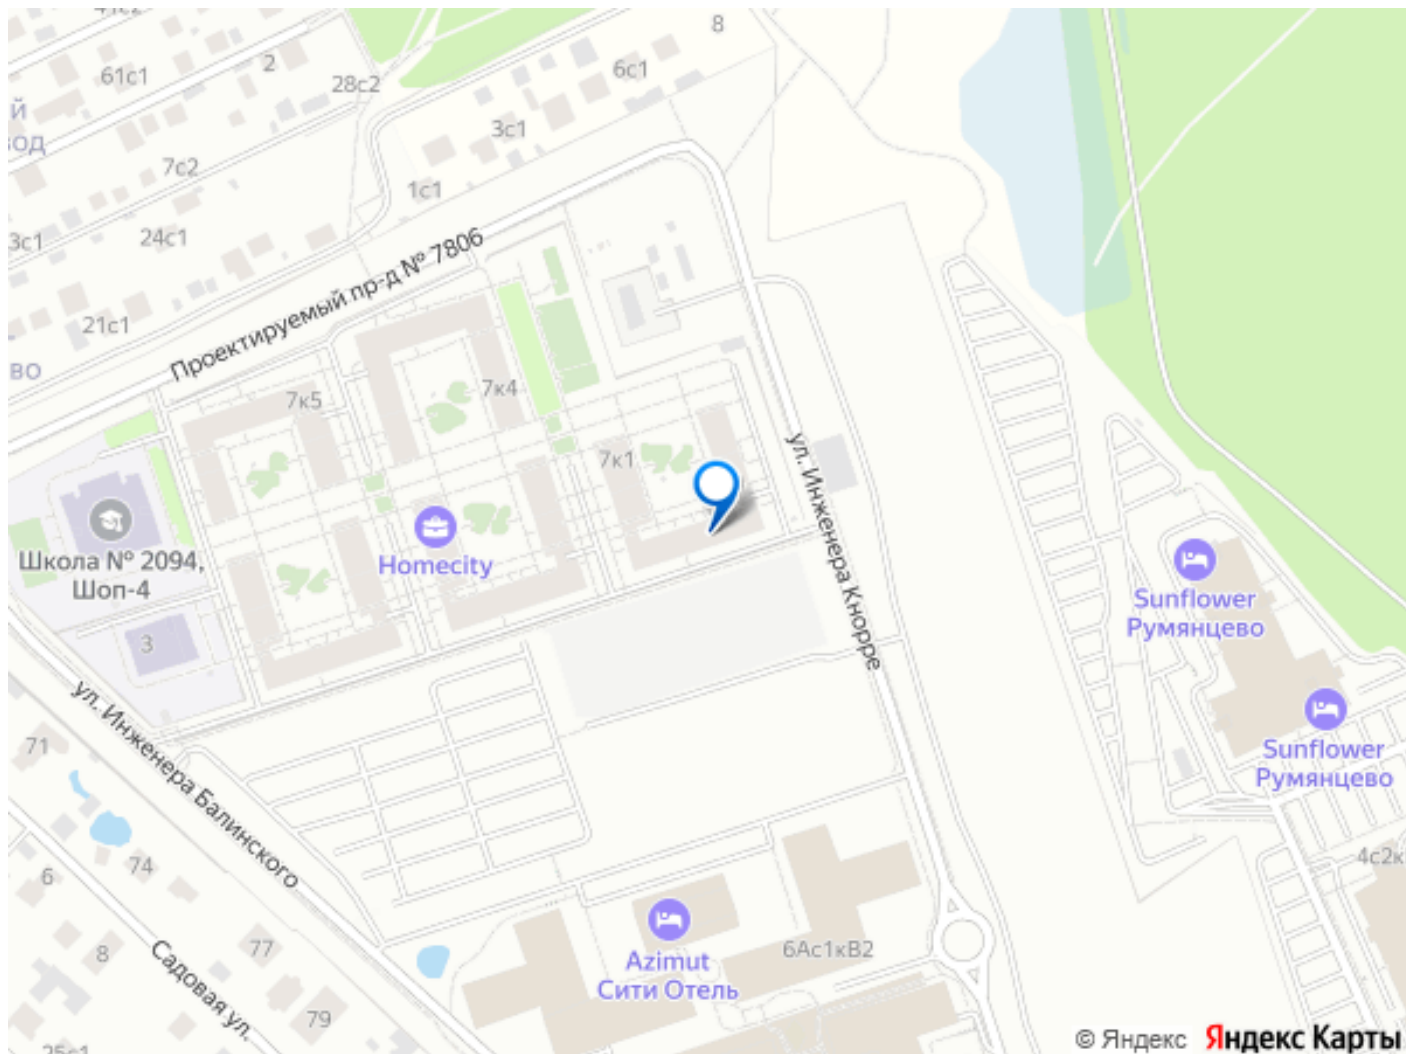 8
61с1
2
6с1
28с2
й
3с1
7с2
1с1
3с1
24с1
Проектируемый пр-д № 7806
21с1
во
7к5
7к4
7к1
ул. Инженера Кнорре
Школа № 2094,
Шоп-4
Homecity
Sunflower
Румянцево
3
ул. Инженера Балинского
71
Sunflower
Румянцево
74
6
4с2к
8
77
Садовая ул.
Azimut
Сити Отель
6Ас1кВ2
79
25с1
© Яндекс Яндекс Карты